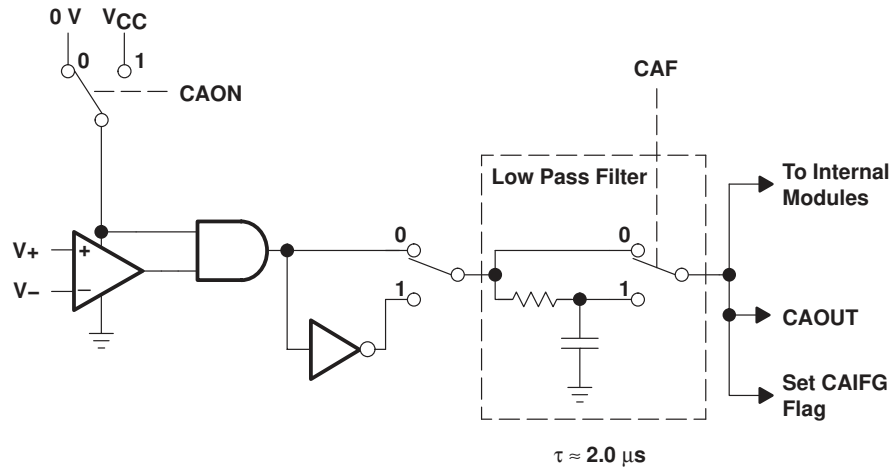 0 V
VCC
0
1
CAON
CAF
Low Pass Filter
To Internal
Modules
V+
+
V−
−
0
1
0
1
CAOUT
Set CAIFG
Flag
τ ≈ 2.0 μs